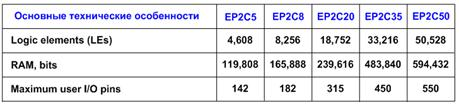 Основные технические особенности EP2C5 EP2C8 EP2C20 EP2C35 EP2C50
Logic elements (LEs) 4,608 8,256 18,752 33,216 50,528
RAM, bits 119,808 165,888 239,616 483,840 594,432
Maximum user I/O pins 142 182 315 450 550